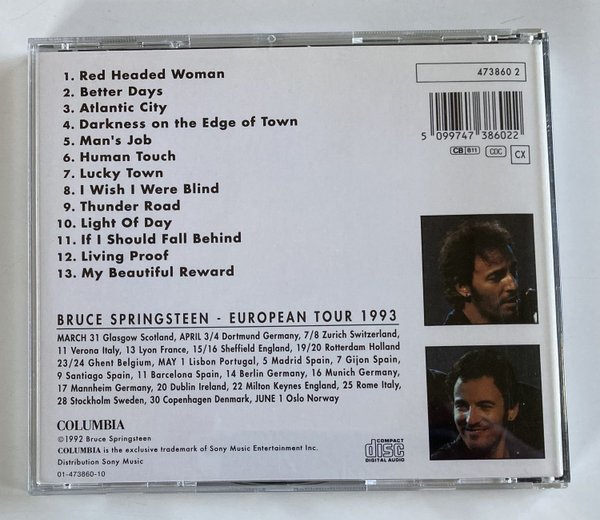 1. Red Headed Woman
2. Better Days
3. Atlantic City
4. Darkness on the Edge of Town
5. Man's Job
6. Human Touch
7. Lucky Town
8. I Wish I Were Blind
9. Thunder Road
10. Light Of Day
11. If I Should Fall Behind
12. Living Proof
13. My Beautiful Reward
473860 2
5 099747 386022
CB 811 CDC CX
BRUCE SPRINGSTEEN - EUROPEAN TOUR 1993
MARCH 31 Glasgow Scotland, APRIL 3/4 Dortmund Germany, 7/8 Zurich Switzerland,
11 Verona Italy, 13 Lyon France, 15/16 Sheffield England, 19/20 Rotterdam Holland
23/24 Ghent Belgium, MAY 1 Lisbon Portugal, 5 Madrid Spain, 7 Gijon Spain,
9 Santiago Spain, 11 Barcelona Spain, 14 Berlin Germany, 16 Munich Germany,
17 Mannheim Germany, 20 Dublin Ireland, 22 Milton Keynes England, 25 Rome Italy,
28 Stockholm Sweden, 30 Copenhagen Denmark, JUNE 1 Oslo Norway
COLUMBIA
©1992 Bruce Springsteen
COLUMBIA is the exclusive trademark of Sony Music Entertainment Inc.
Distribution Sony Music
01-473860-10
COMPACT
disc
DIGITAL AUDIO